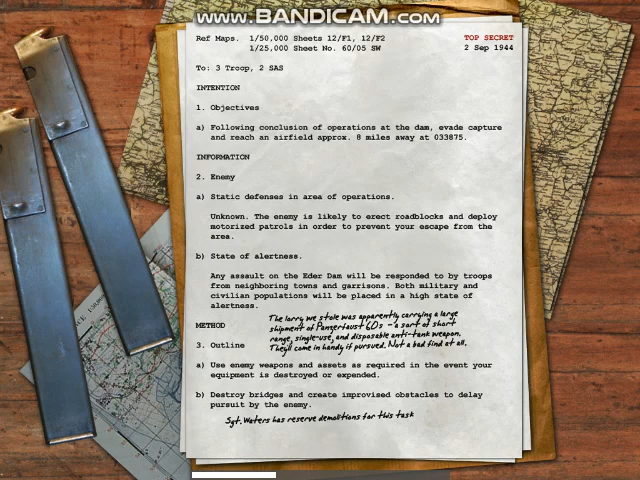 www.BANDICAM.com
Ref Maps. 1/50,000 Sheets 12/F1, 12/F2 TOP SECRET
1/25,000 Sheet No. 60/05 SW 2 Sep 1944
To: 3 Troop, 2 SAS
INTENTION
1. Objectives
a) Following conclusion of operations at the dam, evade capture
and reach an airfield approx. 8 miles away at 033875.
INFORMATION
2. Enemy
a) Static defenses in area of operations.
Unknown. The enemy is likely to erect roadblocks and deploy
motorized patrols in order to prevent your escape from the
area.
b) State of alertness.
Any assault on the Eder Dam will be responded to by troops
from neighboring towns and garrisons. Both military and
civilian populations will be placed in a high state of
alertness.
The lorry we stole was apparently carrying a large
shipment of Panzerfaust 60s - a sort of short
range, single-use, and disposable anti-tank weapon.
They'll come in handy if pursued. Not a bad find at all.
METHOD
3. Outline
a) Use enemy weapons and assets as required in the event your
equipment is destroyed or expended.
b) Destroy bridges and create improvised obstacles to delay
pursuit by the enemy.
Sgt. Waters has reserve demolitions for this task